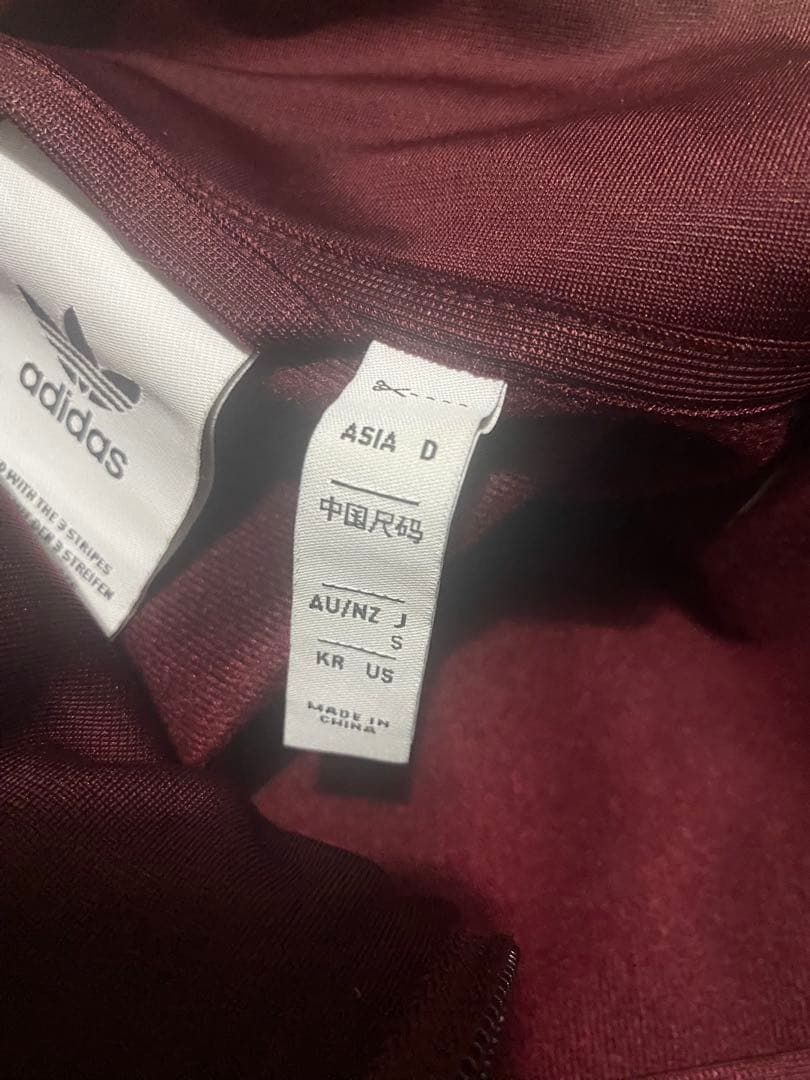 adidas
WITH THE 3 STRIPES
DER 3 STREIFEN
ASIA D
中国尺码
AU/NZ J
S
KR US
MADE IN
CHINA